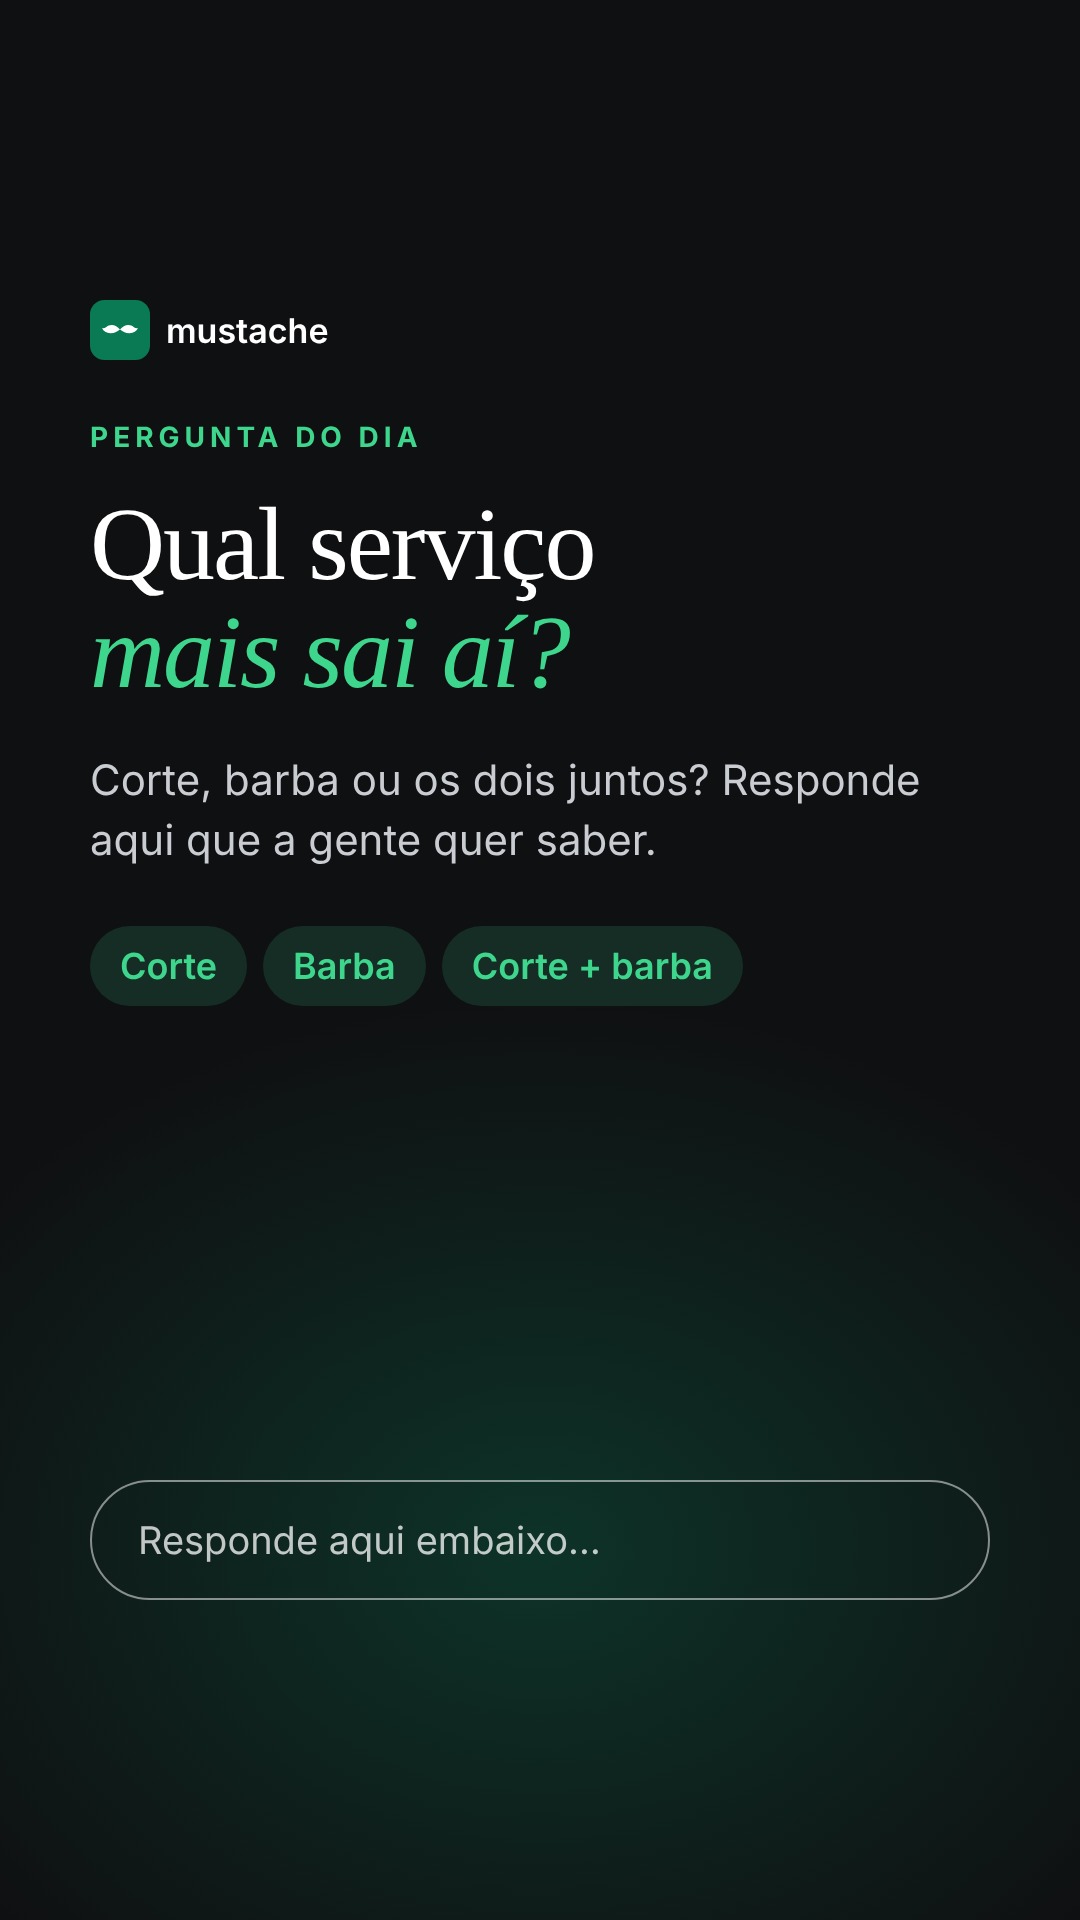 mustache
PERGUNTA DO DIA
Qual serviço
mais sai aí?
Corte, barba ou os dois juntos? Responde
aqui que a gente quer saber.
Corte
Barba
Corte + barba
Responde aqui embaixo...